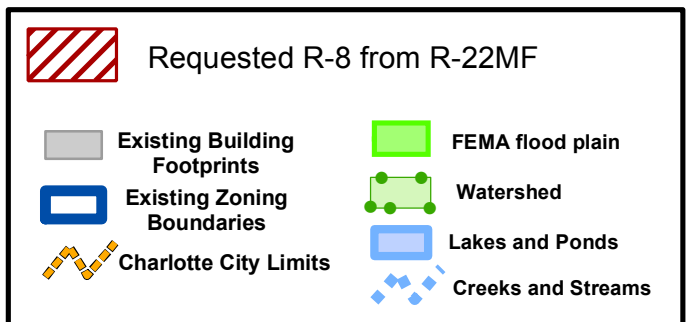 Requested R-8 from R-22MF
Existing Building
Footprints
Existing Zoning
Boundaries
Charlotte City Limits
FEMA flood plain
Watershed
Lakes and Ponds
Creeks and Streams